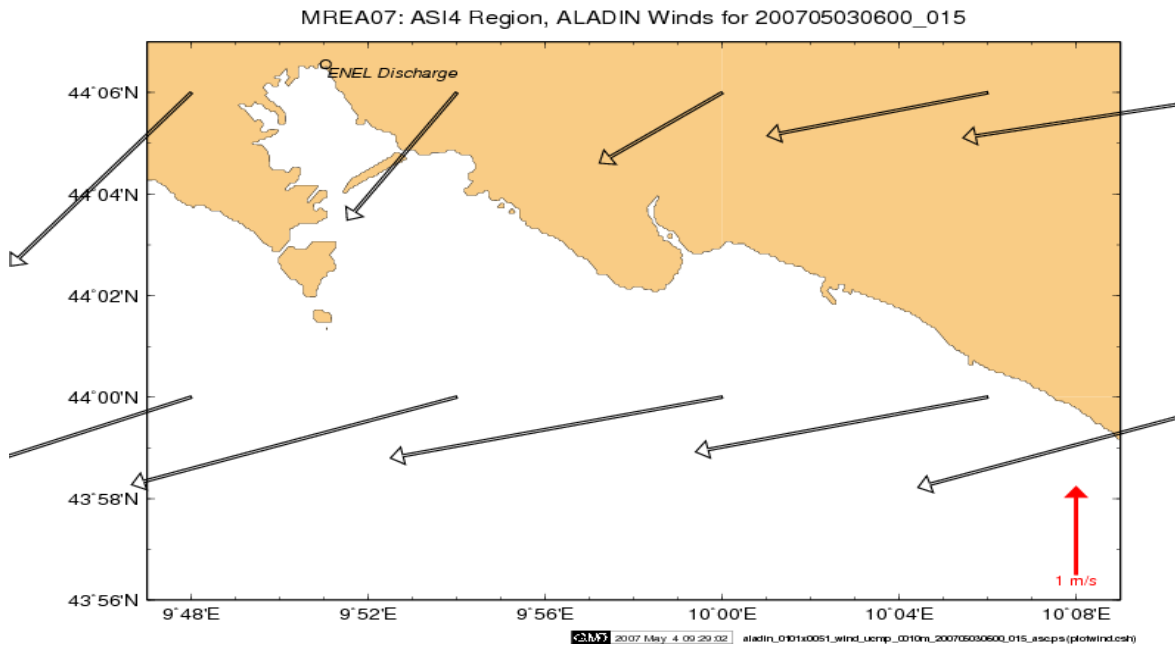 MREA07: ASI4 Region, ALADIN Winds for 200705030600_015
ENEL Discharge
44°06'N
44°04'N
44°02'N
44°00'N
43°58'N
43°56'N
1 m/s
9°48'E 9°52'E 9°56'E 10°00'E 10°04'E 10°08'E
GMT 2007 May 4 09:29:02 aladin_0101x0051_wind_ucmp_0010m_200705030600_015_asc.ps (plotwind.csh)